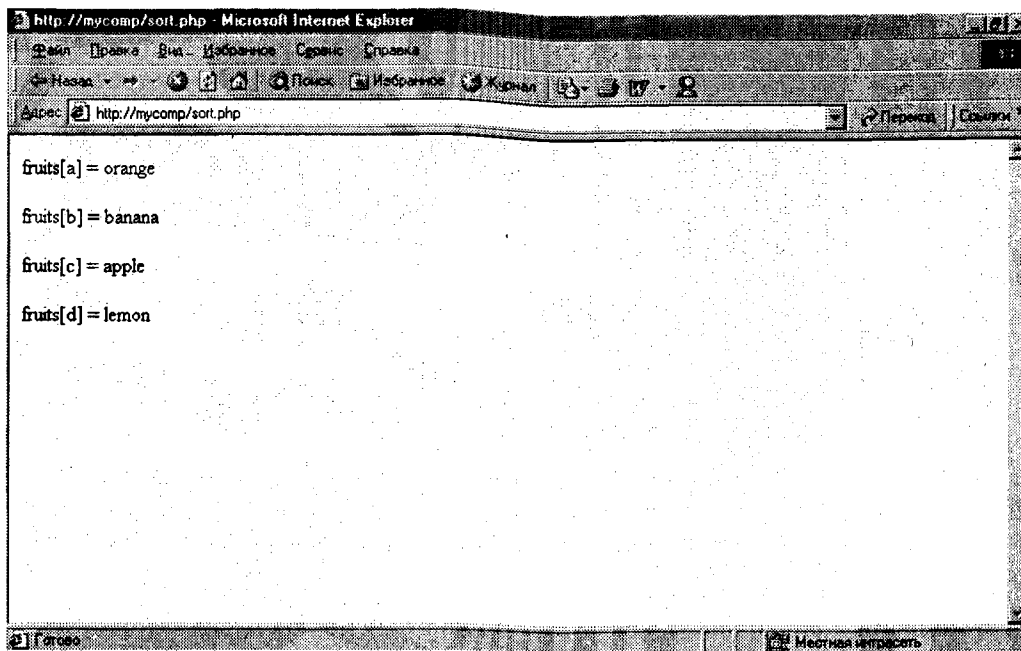 http://mycomp/sort.php - Microsoft Internet Explorer
Файл Правка Вид Избранное Сервис Справка
Назад Поиск Избранное Журнал
Адрес http://mycomp/sort.php Переход Ссылки
fruits[a] = orange
fruits[b] = banana
fruits[c] = apple
fruits[d] = lemon
Готово Местная интрасеть